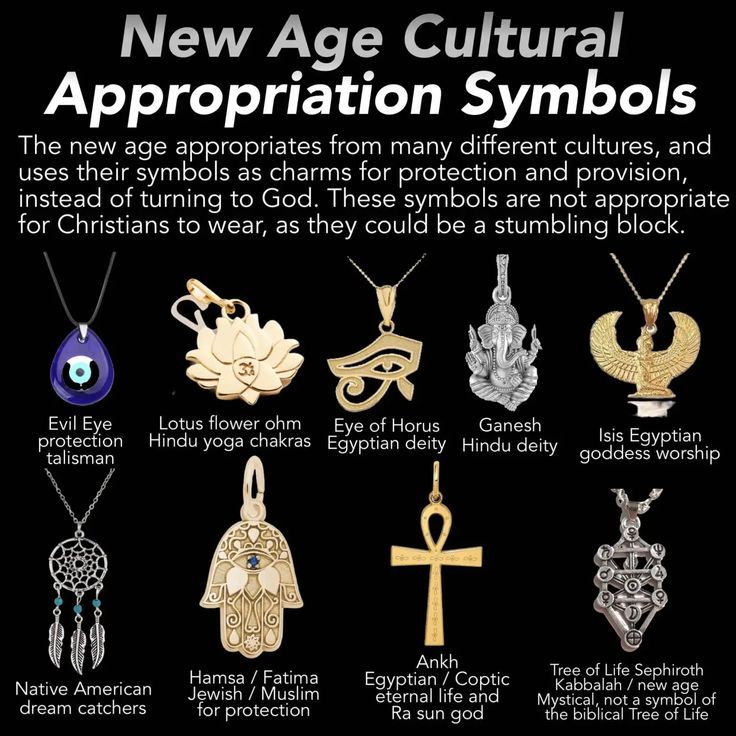 New Age Cultural
Appropriation Symbols
The new age appropriates from many different cultures, and
uses their symbols as charms for protection and provision,
instead of turning to God. These symbols are not appropriate
for Christians to wear, as they could be a stumbling block.
Evil Eye
protection
talisman
Lotus flower ohm
Hindu yoga chakras
Eye of Horus
Egyptian deity
Ganesh
Hindu deity
Isis Egyptian
goddess worship
Native American
dream catchers
Hamsa / Fatima
Jewish / Muslim
for protection
Ankh
Egyptian / Coptic
eternal life and
Ra sun god
Tree of Life Sephiroth
Kabbalah / new age
Mystical, not a symbol of
the biblical Tree of Life